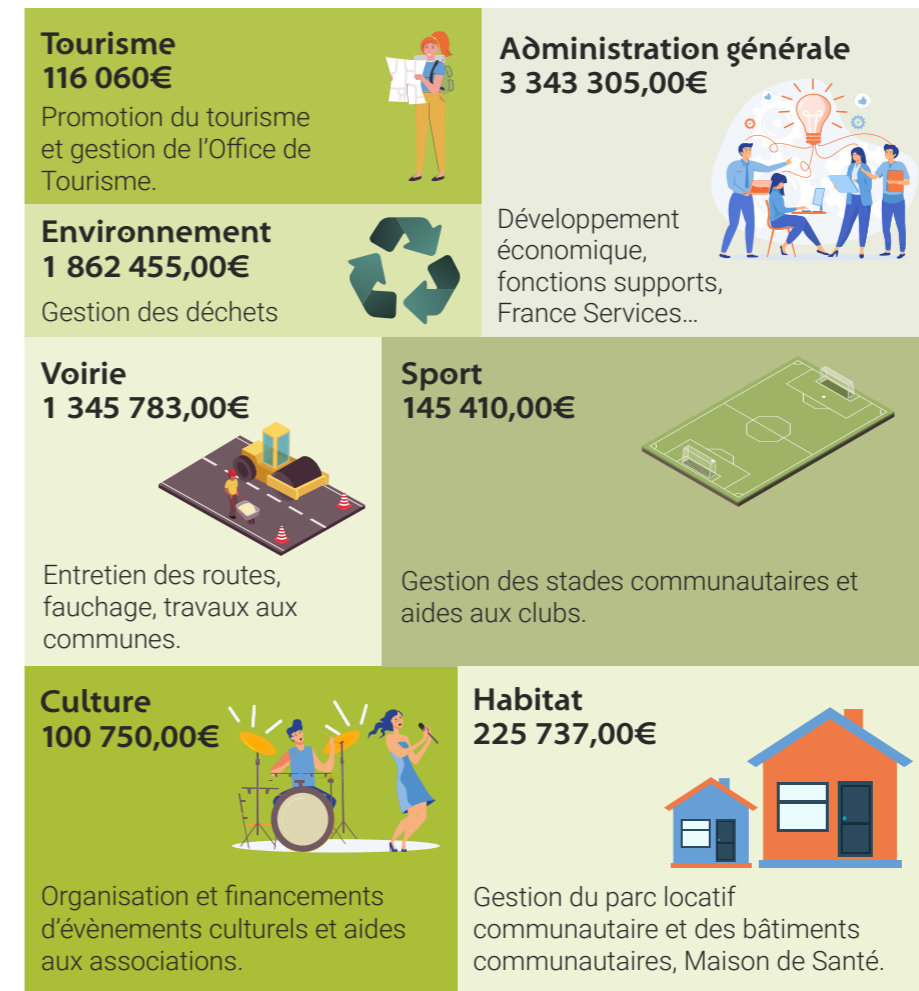 Tourisme
116 060€
Promotion du tourisme
et gestion de l’Office de
Tourisme.
Administration générale
3 343 305,00€
Développement
économique,
fonctions supports,
France Services…
Environnement
1 862 455,00€
Gestion des déchets
Voirie
1 345 783,00€
Entretien des routes,
fauchage, travaux aux
communes.
Sport
145 410,00€
Gestion des stades communautaires et
aides aux clubs.
Culture
100 750,00€
Organisation et financements
d’évènements culturels et aides
aux associations.
Habitat
225 737,00€
Gestion du parc locatif
communautaire et des bâtiments
communautaires, Maison de Santé.